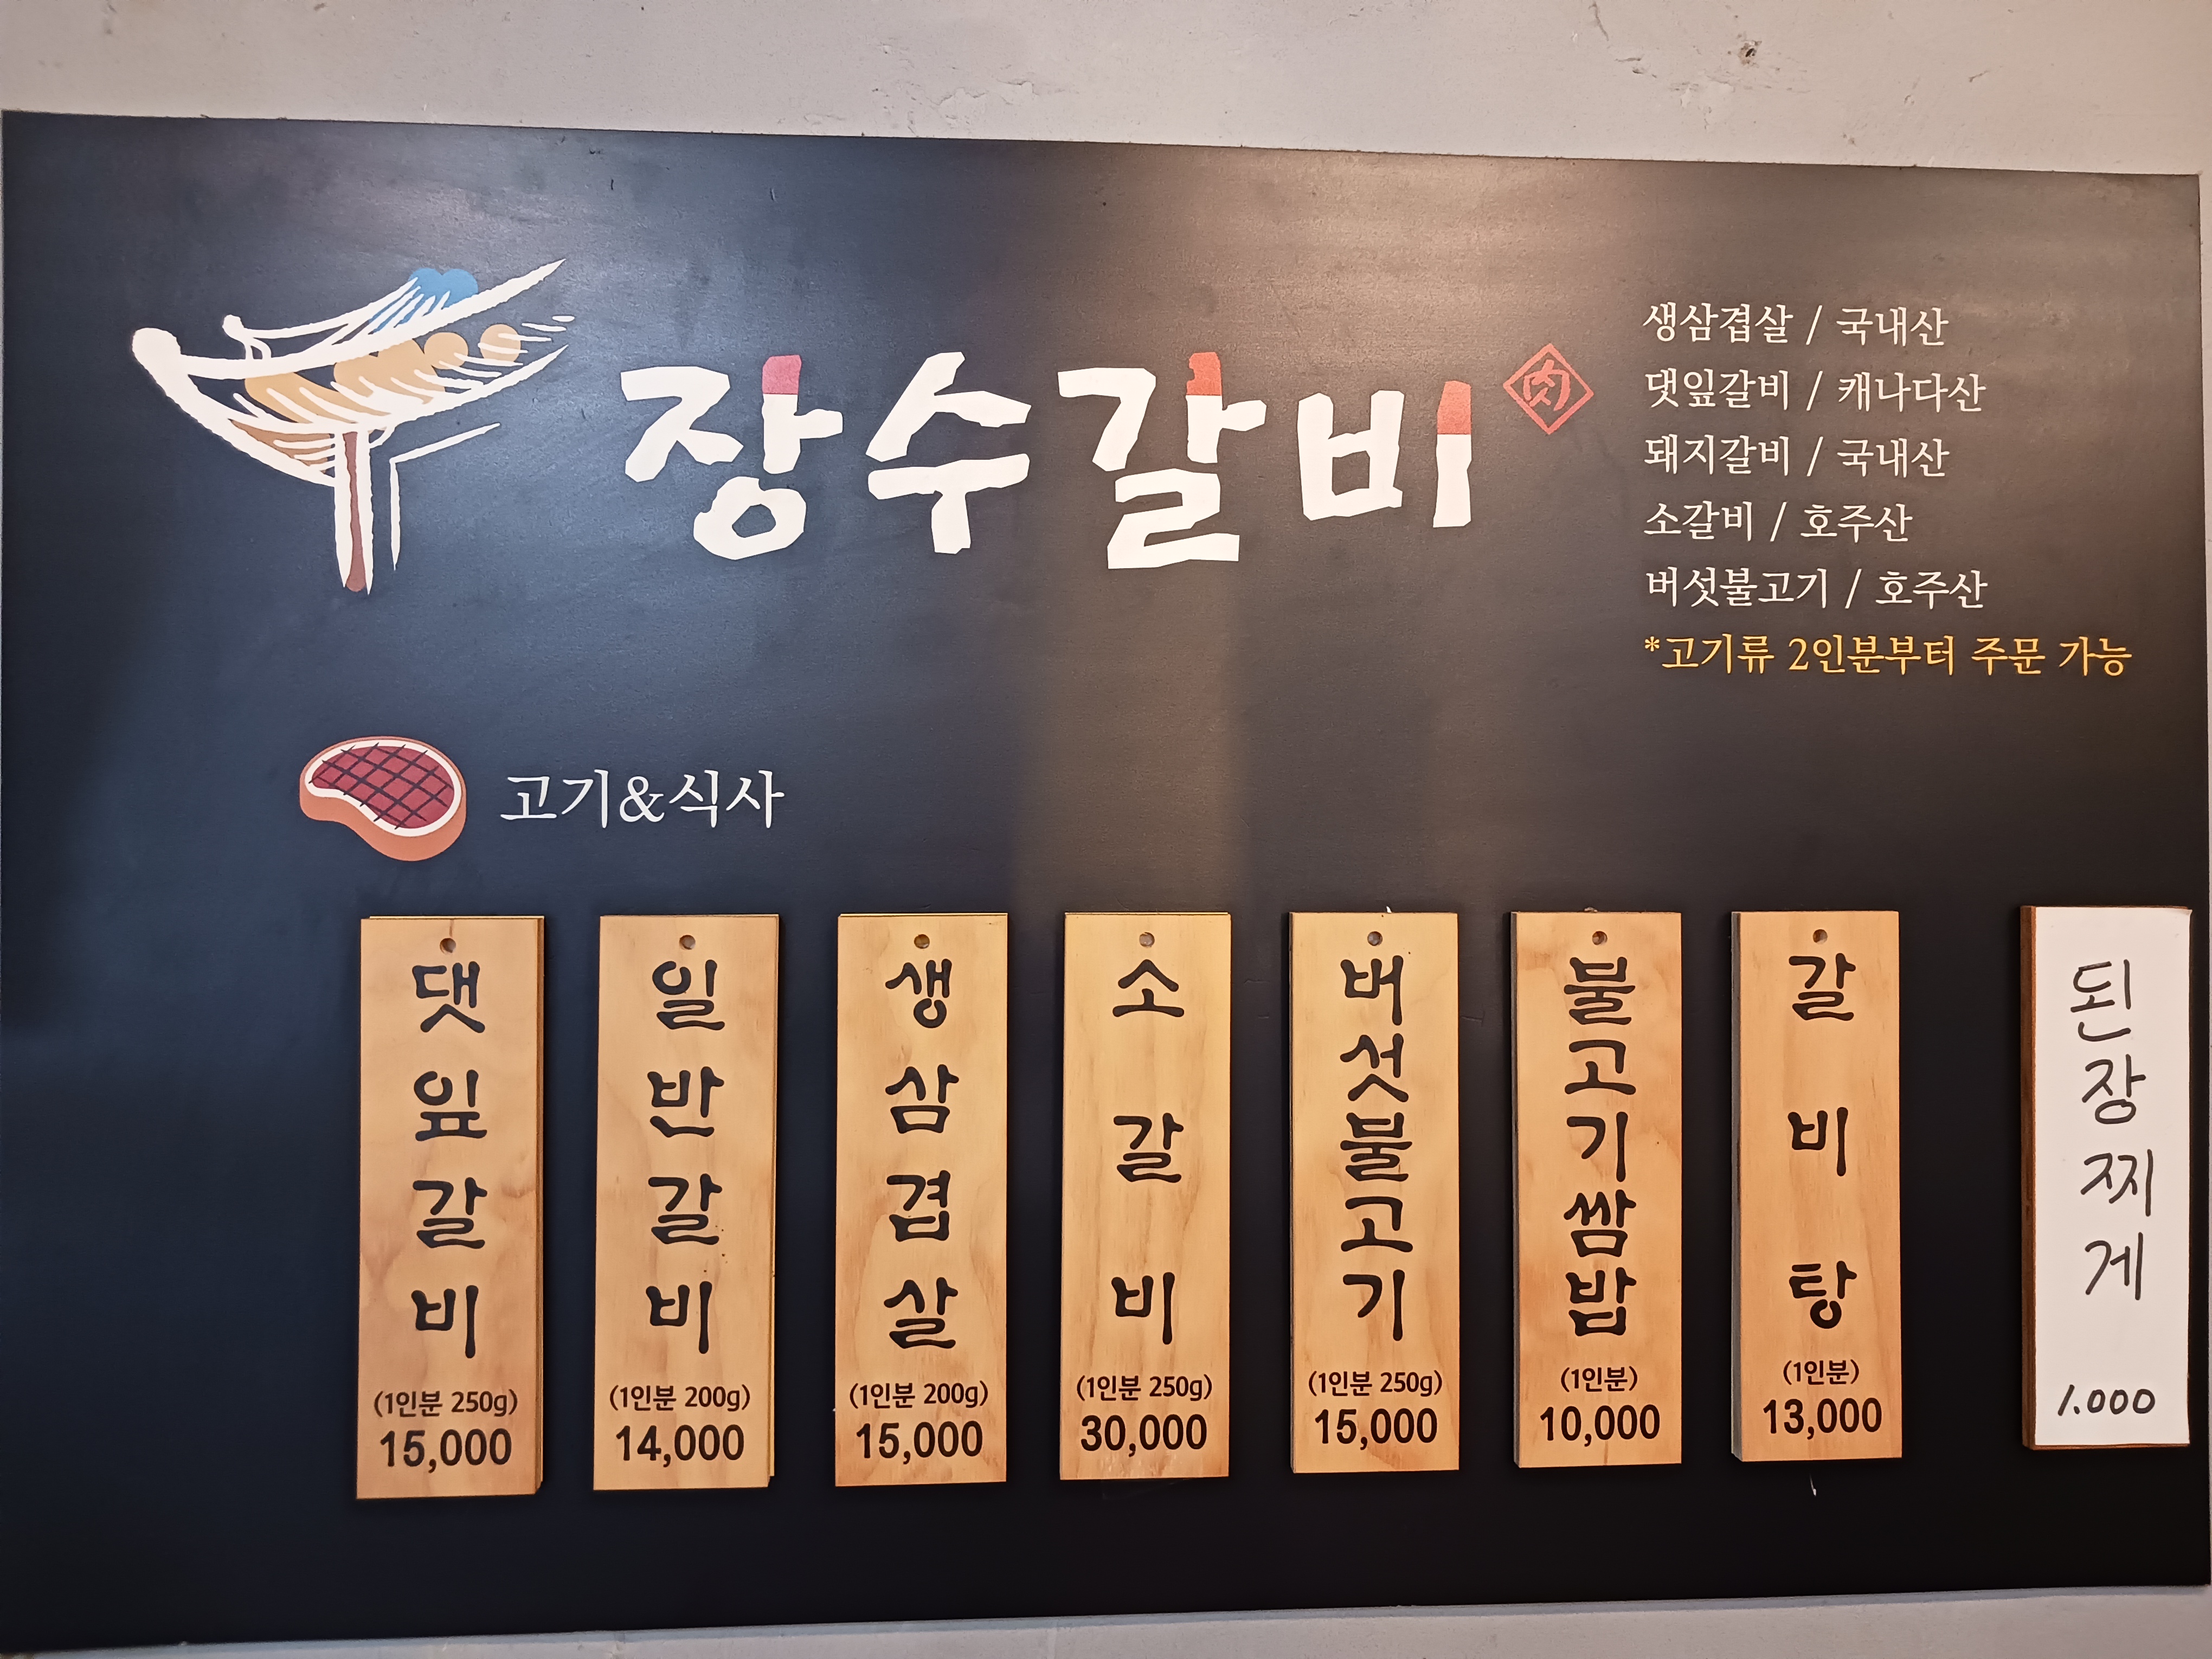 장수갈비
肉
생삼겹살 / 국내산
댓잎갈비 / 캐나다산
돼지갈비 / 국내산
소갈비 / 호주산
버섯불고기 / 호주산
*고기류 2인분부터 주문 가능
고기&식사
댓잎갈비
(1인분 250g)
15,000
일반갈비
(1인분 200g)
14,000
생삼겹살
(1인분 200g)
15,000
소갈비
(1인분 250g)
30,000
버섯불고기
(1인분 250g)
15,000
불고기쌈밥
(1인분)
10,000
갈비탕
(1인분)
13,000
된장찌게
1.000